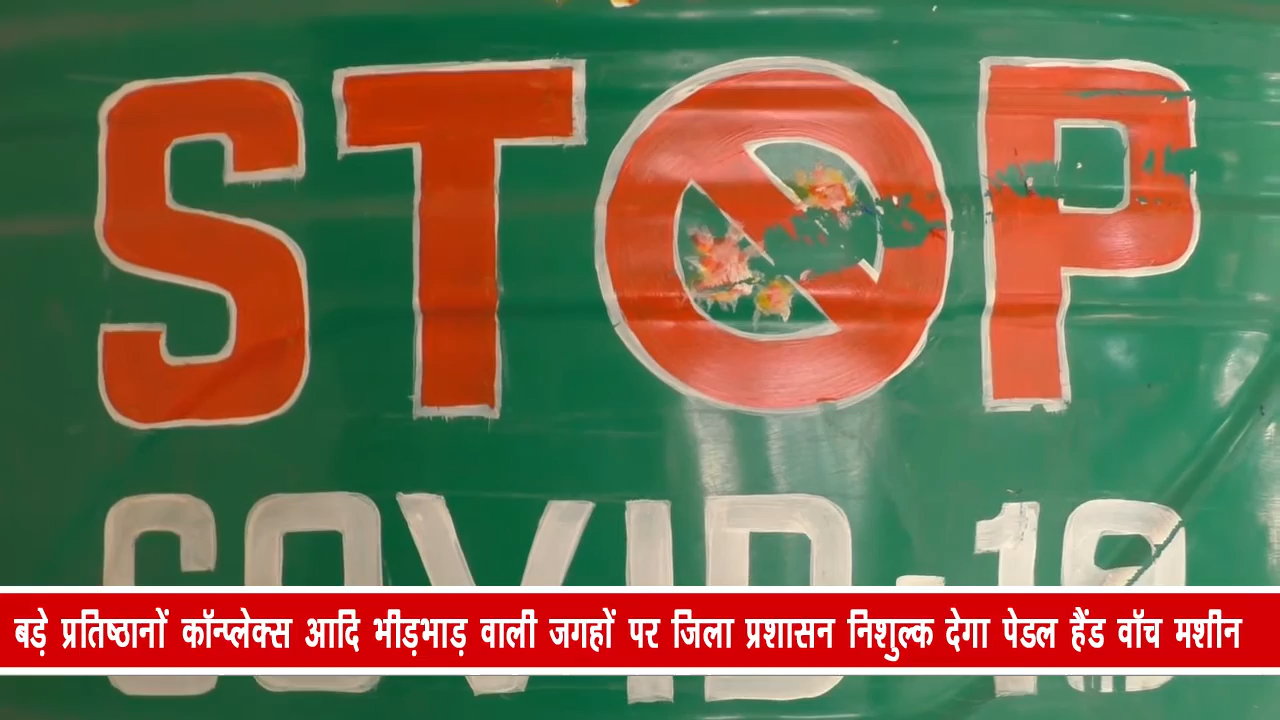 STOP
COVID-19
बड़े प्रतिष्ठानों कॉन्प्लेक्स आदि भीड़भाड़ वाली जगहों पर जिला प्रशासन निशुल्क देगा पेडल हैंड वॉच मशीन